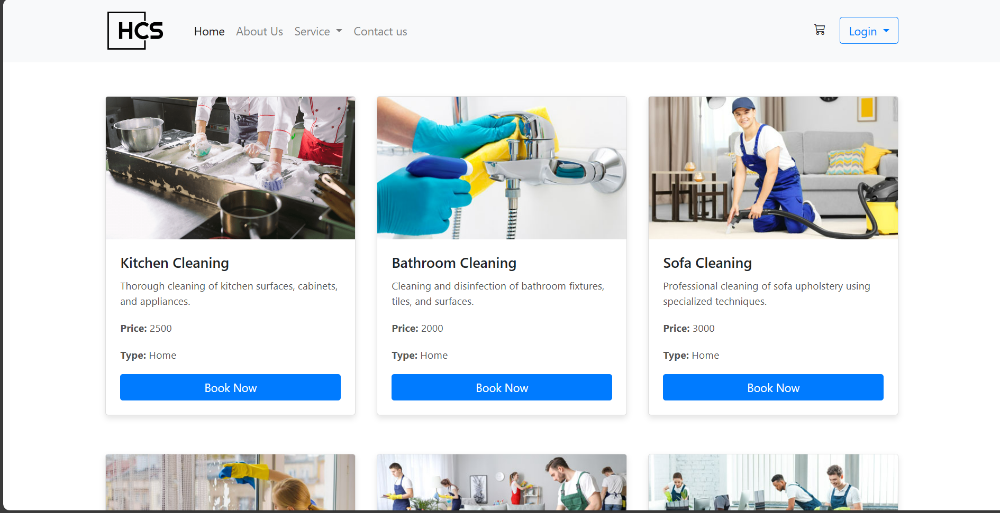 HCS
Home About Us Service Contact us
Login
Kitchen Cleaning
Thorough cleaning of kitchen surfaces, cabinets,
and appliances.
Price: 2500
Type: Home
Book Now
Bathroom Cleaning
Cleaning and disinfection of bathroom fixtures,
tiles, and surfaces.
Price: 2000
Type: Home
Book Now
Sofa Cleaning
Professional cleaning of sofa upholstery using
specialized techniques.
Price: 3000
Type: Home
Book Now